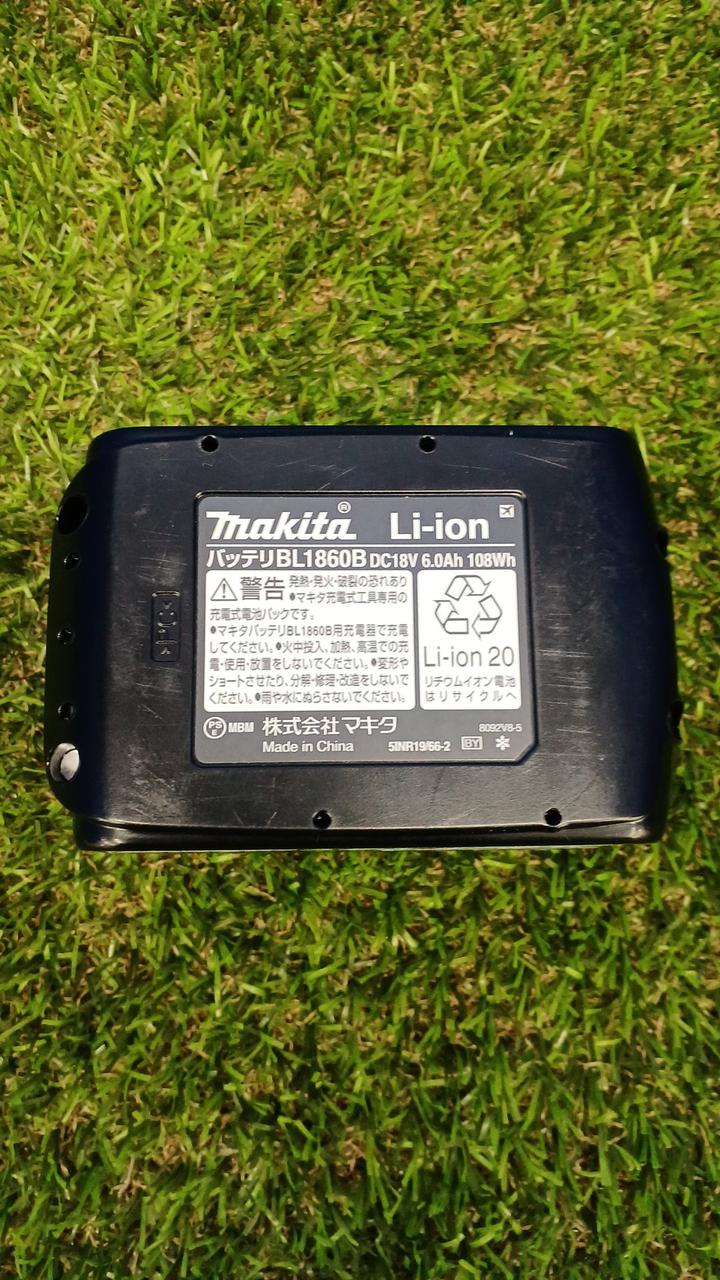 makita® Li-ion
バッテリBL1860B DC18V 6.0Ah 108Wh
警告 発熱・発火・破裂の恐れあり
●マキタ充電式工具専用の
充電式電池パックです。
●マキタバッテリBL1860B用充電器で充電
してください。●火中投入、加熱、高温での充
電・使用・放置をしないでください。●変形や
ショートさせたり、分解・修理・改造をしないで
ください。●雨や水にぬらさないでください。
Li-ion 20
リチウムイオン電池
はリサイクルへ
PSE MBM 株式会社マキタ
8092V8-5
Made in China 5INR19/66-2 BY